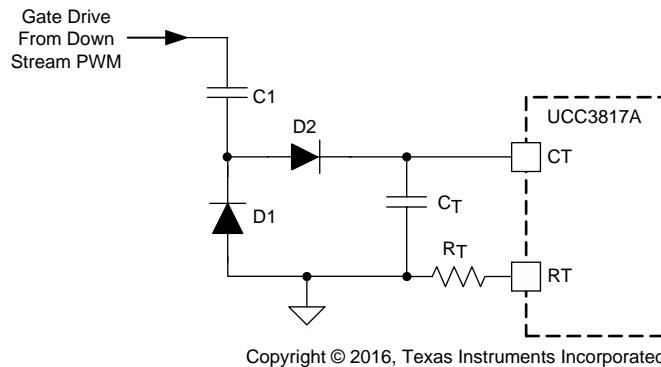 Gate Drive
From Down
Stream PWM
C1
D2
UCC3817A
CT
CT
D1
RT
RT
Copyright © 2016, Texas Instruments Incorporated